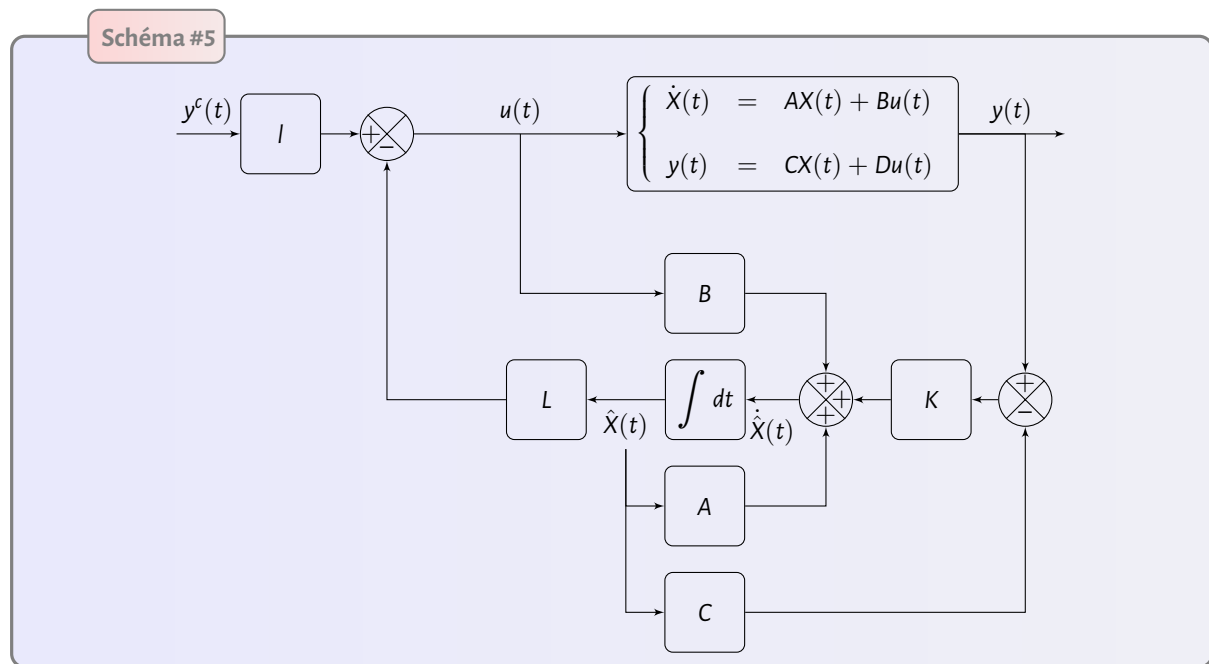 Schéma #5
y^c(t)
l
+
−
u(t)
Ẋ(t) = AX(t) + Bu(t)
y(t) = CX(t) + Du(t)
y(t)
B
L
X̂(t)
∫ dt
X̂̇(t)
+
+
+
K
+
−
A
C